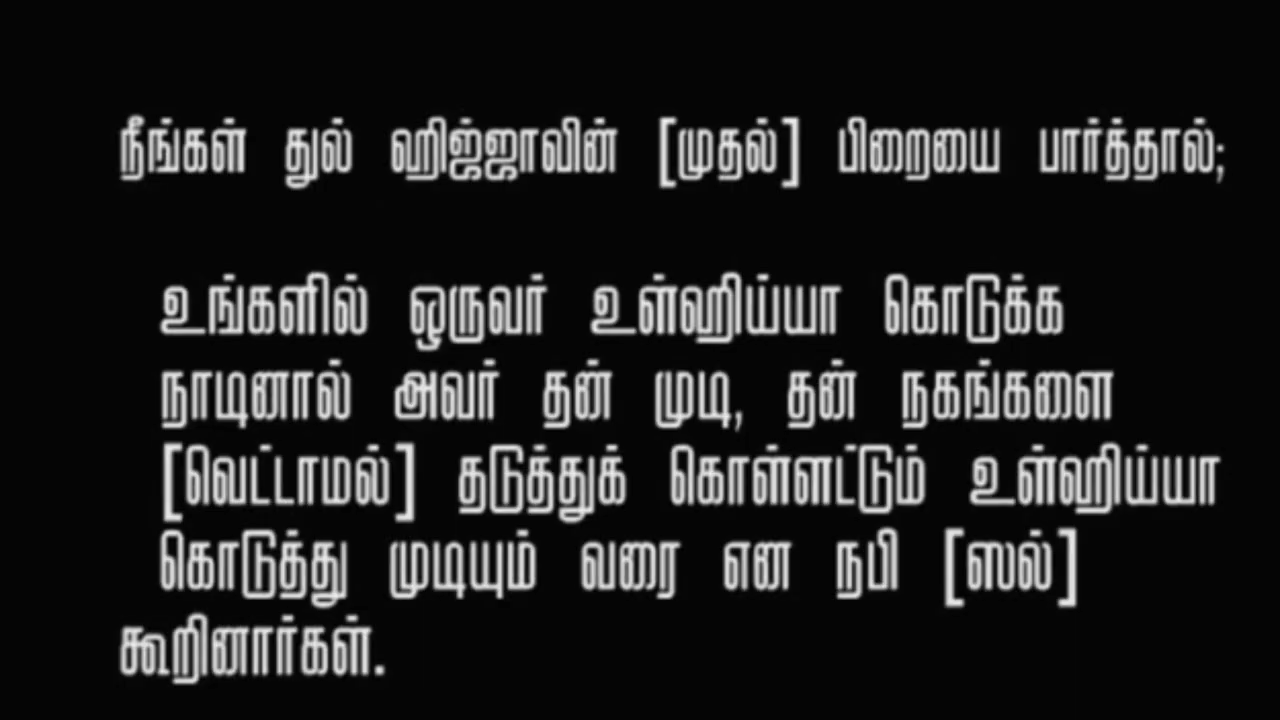 நீங்கள் துல் ஹிஜ்ஜாவின் [முதல்] பிறையை பார்த்தால்;
உங்களில் ஒருவர் உள்ஹிய்யா கொடுக்க
நாடினால் அவர் தன் முடி, தன் நகங்களை
[வெட்டாமல்] தடுத்துக் கொள்ளட்டும் உள்ஹிய்யா
கொடுத்து முடியும் வரை என நபி [ஸல்]
கூறினார்கள்.